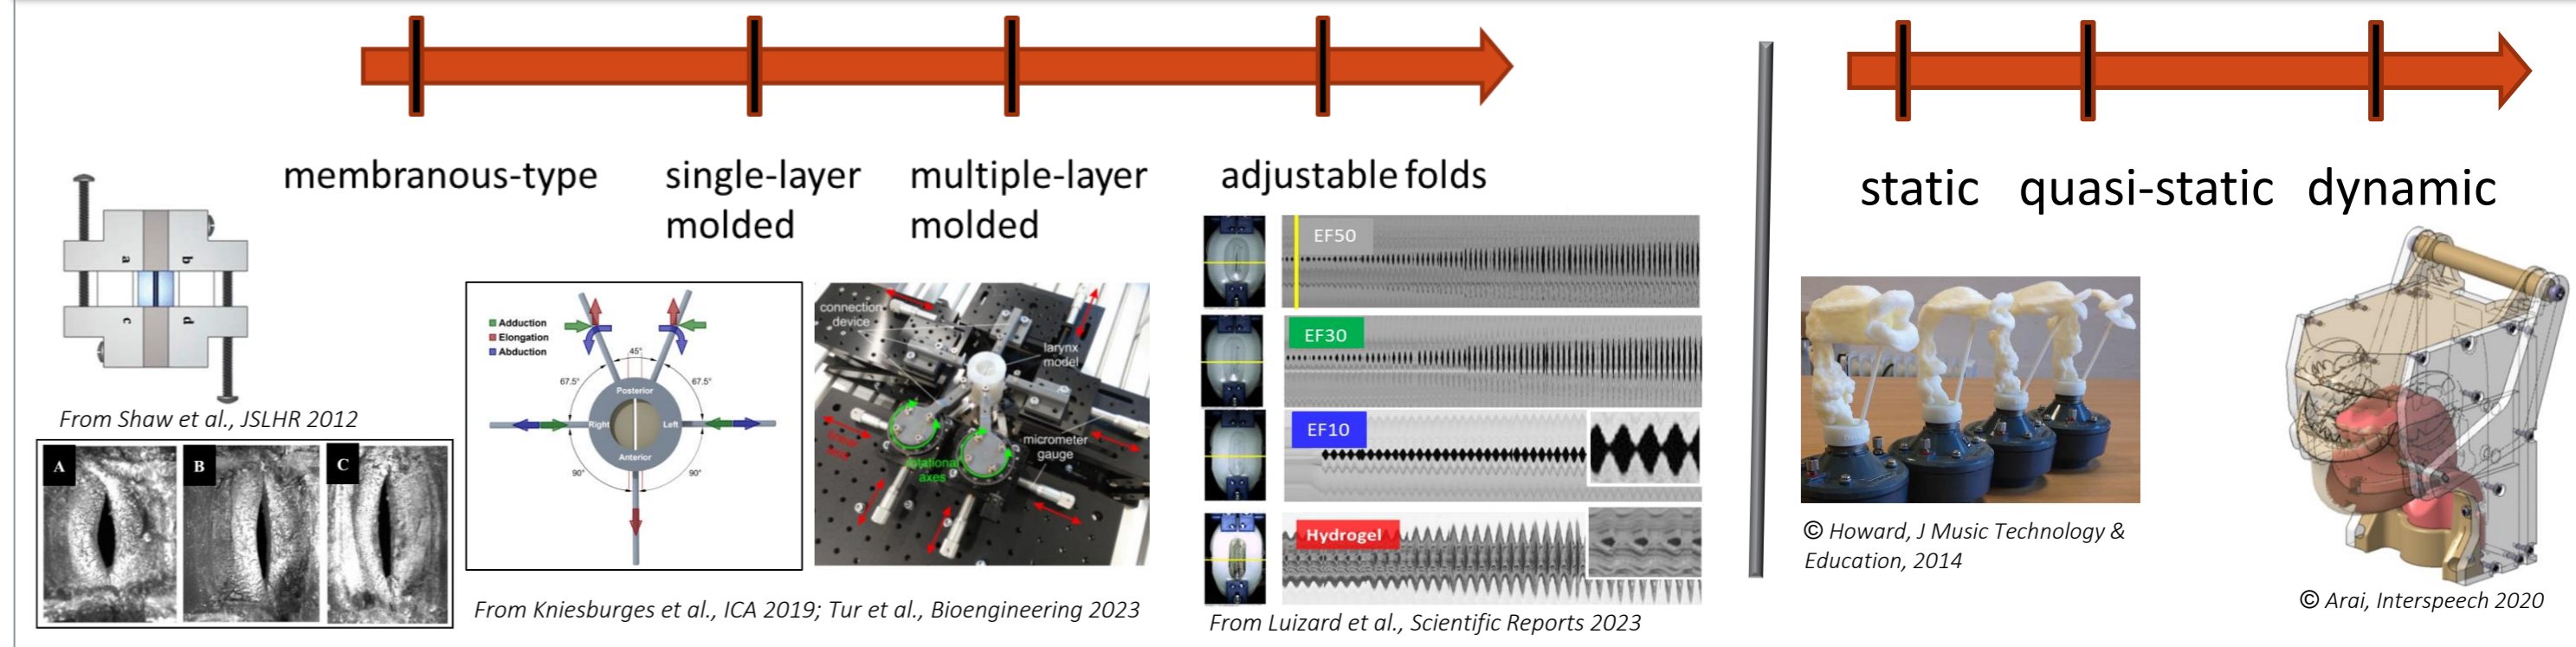 membranous-type
single-layer
molded
multiple-layer
molded
adjustable folds
static
quasi-static
dynamic
a
b
c
d
From Shaw et al., JSLHR 2012
A
B
C
Adduction
Elongation
Abduction
45°
67.5°
67.5°
Posterior
Right
Left
Anterior
90°
90°
connection
device
larynx
model
micrometer
gauge
rotational
axes
From Kniesburges et al., ICA 2019; Tur et al., Bioengineering 2023
EF50
EF30
EF10
Hydrogel
From Luizard et al., Scientific Reports 2023
© Howard, J Music Technology &
Education, 2014
© Arai, Interspeech 2020